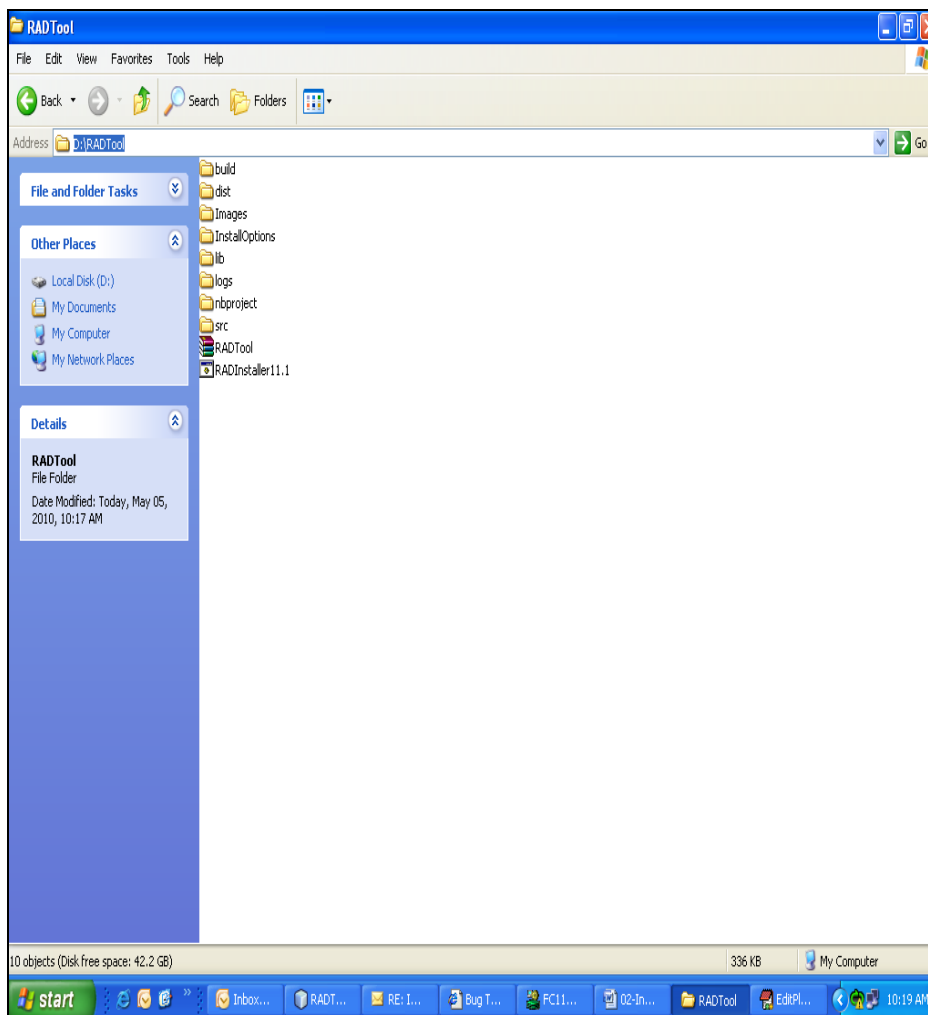 RADTool
File Edit View Favorites Tools Help
Back Search Folders
Address D:\RADTool Go
File and Folder Tasks
Other Places
Local Disk (D:)
My Documents
My Computer
My Network Places
Details
RADTool
File Folder
Date Modified: Today, May 05,
2010, 10:17 AM
build
dist
Images
InstallOptions
lib
logs
nbproject
src
RADTool
RADInstaller11.1
10 objects (Disk free space: 42.2 GB) 336 KB My Computer
start Inbox... RADT... RE: I... Bug T... FC11... 02-In... RADTool EditPl... 10:19 AM